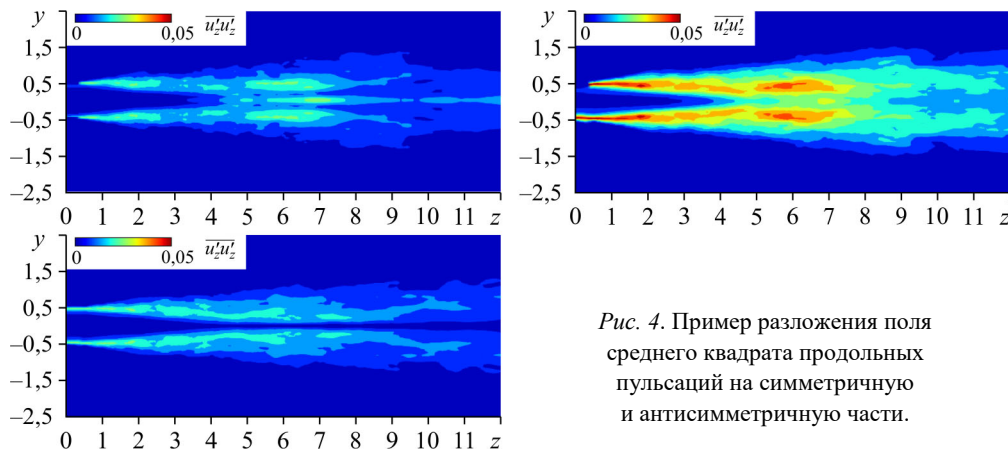 y
0
0,05
u′zu′z
1,5
0,5
–0,5
–1,5
–2,5
0 1 2 3 4 5 6 7 8 9 10 11 z
y
0
0,05
u′zu′z
1,5
0,5
–0,5
–1,5
–2,5
0 1 2 3 4 5 6 7 8 9 10 11 z
y
0
0,05
u′zu′z
1,5
0,5
–0,5
–1,5
–2,5
0 1 2 3 4 5 6 7 8 9 10 11 z
Рис. 4. Пример разложения поля
среднего квадрата продольных
пульсаций на симметричную
и антисимметричную части.